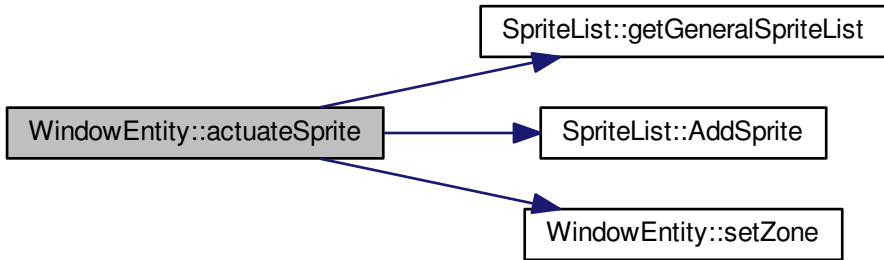 SpriteList::getGeneralSpriteList
WindowEntity::actuateSprite
SpriteList::AddSprite
WindowEntity::setZone